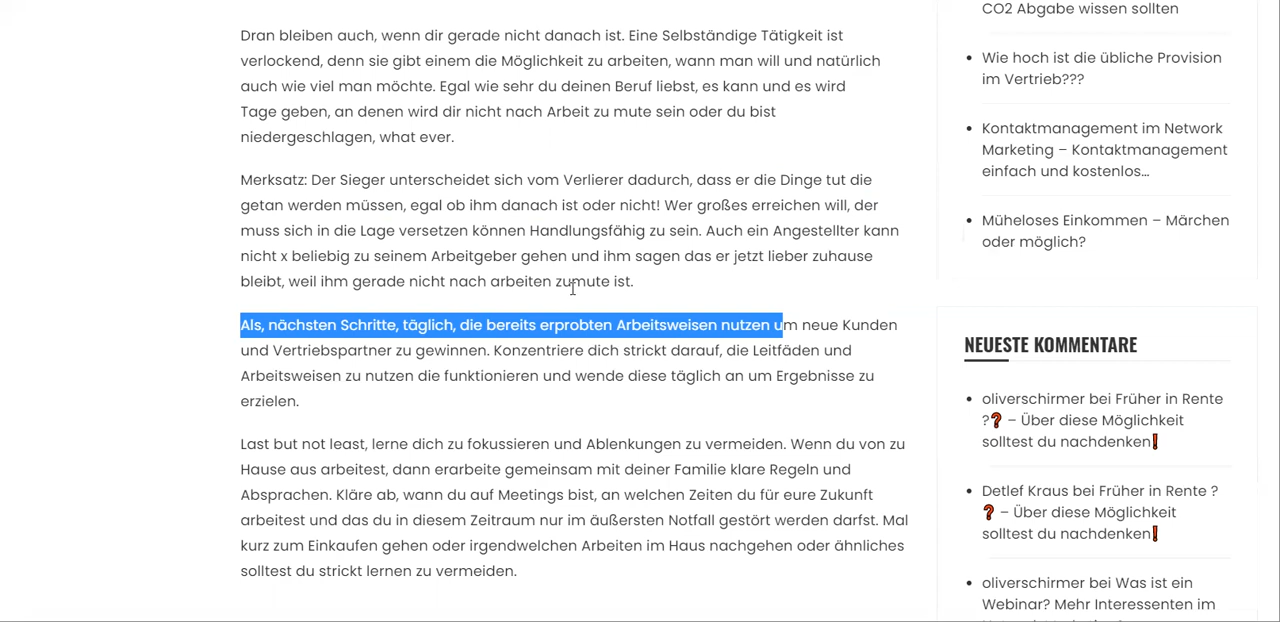 Dran bleiben auch, wenn dir gerade nicht danach ist. Eine Selbständige Tätigkeit ist
verlockend, denn sie gibt einem die Möglichkeit zu arbeiten, wann man will und natürlich
auch wie viel man möchte. Egal wie sehr du deinen Beruf liebst, es kann und es wird
Tage geben, an denen wird dir nicht nach Arbeit zu mute sein oder du bist
niedergeschlagen, what ever.
Merksatz: Der Sieger unterscheidet sich vom Verlierer dadurch, dass er die Dinge tut die
getan werden müssen, egal ob ihm danach ist oder nicht! Wer großes erreichen will, der
muss sich in die Lage versetzen können Handlungsfähig zu sein. Auch ein Angestellter kann
nicht x beliebig zu seinem Arbeitgeber gehen und ihm sagen das er jetzt lieber zuhause
bleibt, weil ihm gerade nicht nach arbeiten zumute ist.
Als, nächsten Schritte, täglich, die bereits erprobten Arbeitsweisen nutzen um neue Kunden
und Vertriebspartner zu gewinnen. Konzentriere dich strickt darauf, die Leitfäden und
Arbeitsweisen zu nutzen die funktionieren und wende diese täglich an um Ergebnisse zu
erzielen.
Last but not least, lerne dich zu fokussieren und Ablenkungen zu vermeiden. Wenn du von zu
Hause aus arbeitest, dann erarbeite gemeinsam mit deiner Familie klare Regeln und
Absprachen. Kläre ab, wann du auf Meetings bist, an welchen Zeiten du für eure Zukunft
arbeitest und das du in diesem Zeitraum nur im äußersten Notfall gestört werden darfst. Mal
kurz zum Einkaufen gehen oder irgendwelchen Arbeiten im Haus nachgehen oder ähnliches
solltest du strickt lernen zu vermeiden.
CO2 Abgabe wissen sollten
Wie hoch ist die übliche Provision
im Vertrieb???
Kontaktmanagement im Network
Marketing – Kontaktmanagement
einfach und kostenlos…
Müheloses Einkommen – Märchen
oder möglich?
NEUESTE KOMMENTARE
oliverschirmer bei Früher in Rente
?❓ – Über diese Möglichkeit
solltest du nachdenken❗
Detlef Kraus bei Früher in Rente ?
❓ – Über diese Möglichkeit
solltest du nachdenken❗
oliverschirmer bei Was ist ein
Webinar? Mehr Interessenten im